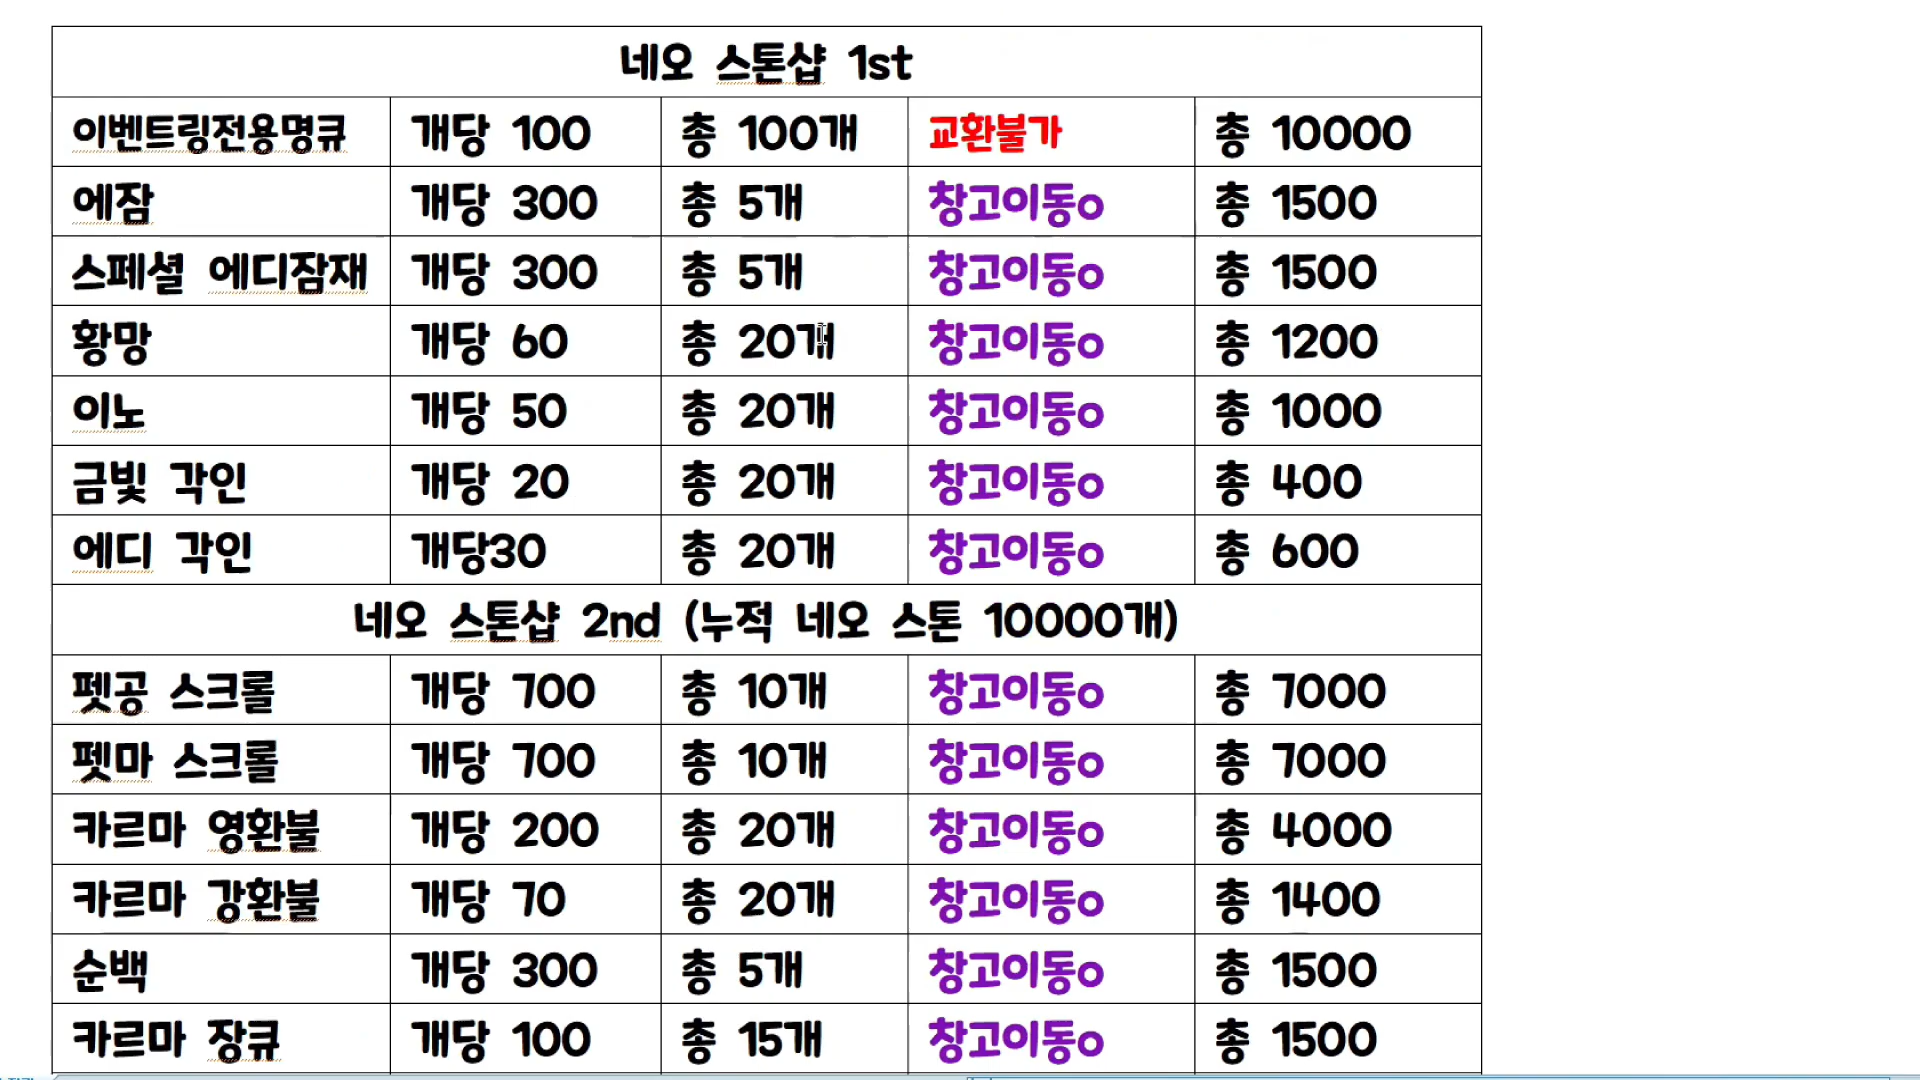 네오 스톤샵 1st
이벤트링전용명큐 개당 100 총 100개 교환불가 총 10000
에잠 개당 300 총 5개 창고이동o 총 1500
스페셜 에디잠재 개당 300 총 5개 창고이동o 총 1500
황망 개당 60 총 20개 창고이동o 총 1200
이노 개당 50 총 20개 창고이동o 총 1000
금빛 각인 개당 20 총 20개 창고이동o 총 400
에디 각인 개당30 총 20개 창고이동o 총 600
네오 스톤샵 2nd (누적 네오 스톤 10000개)
펫공 스크롤 개당 700 총 10개 창고이동o 총 7000
펫마 스크롤 개당 700 총 10개 창고이동o 총 7000
카르마 영환불 개당 200 총 20개 창고이동o 총 4000
카르마 강환불 개당 70 총 20개 창고이동o 총 1400
순백 개당 300 총 5개 창고이동o 총 1500
카르마 장큐 개당 100 총 15개 창고이동o 총 1500